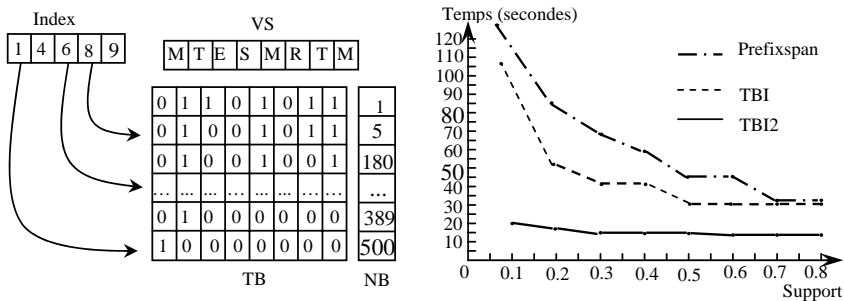 Index
1 4 6 8 9
VS
M T E S M R T M
0 1 1 0 1 0 1 1 1
0 1 0 0 1 0 1 1 5
0 1 0 0 1 0 0 1 180
... ... ... ... ... ... ... ... ...
0 1 0 0 0 0 0 0 389
1 0 0 0 0 0 0 0 500
TB NB
Temps (secondes)
120
110
100
90
80
70
60
50
40
30
20
10
0 0.1 0.2 0.3 0.4 0.5 0.6 0.7 0.8
Support
Prefixspan
TBI
TBI2